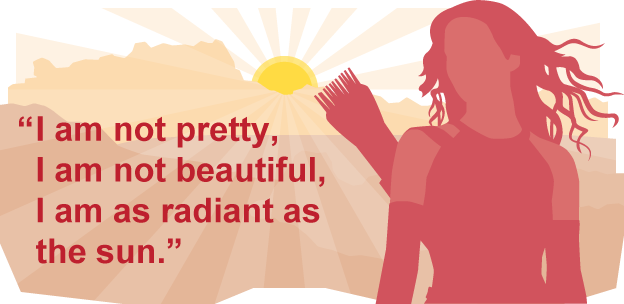 “I am not pretty,
I am not beautiful,
I am as radiant as
the sun.”